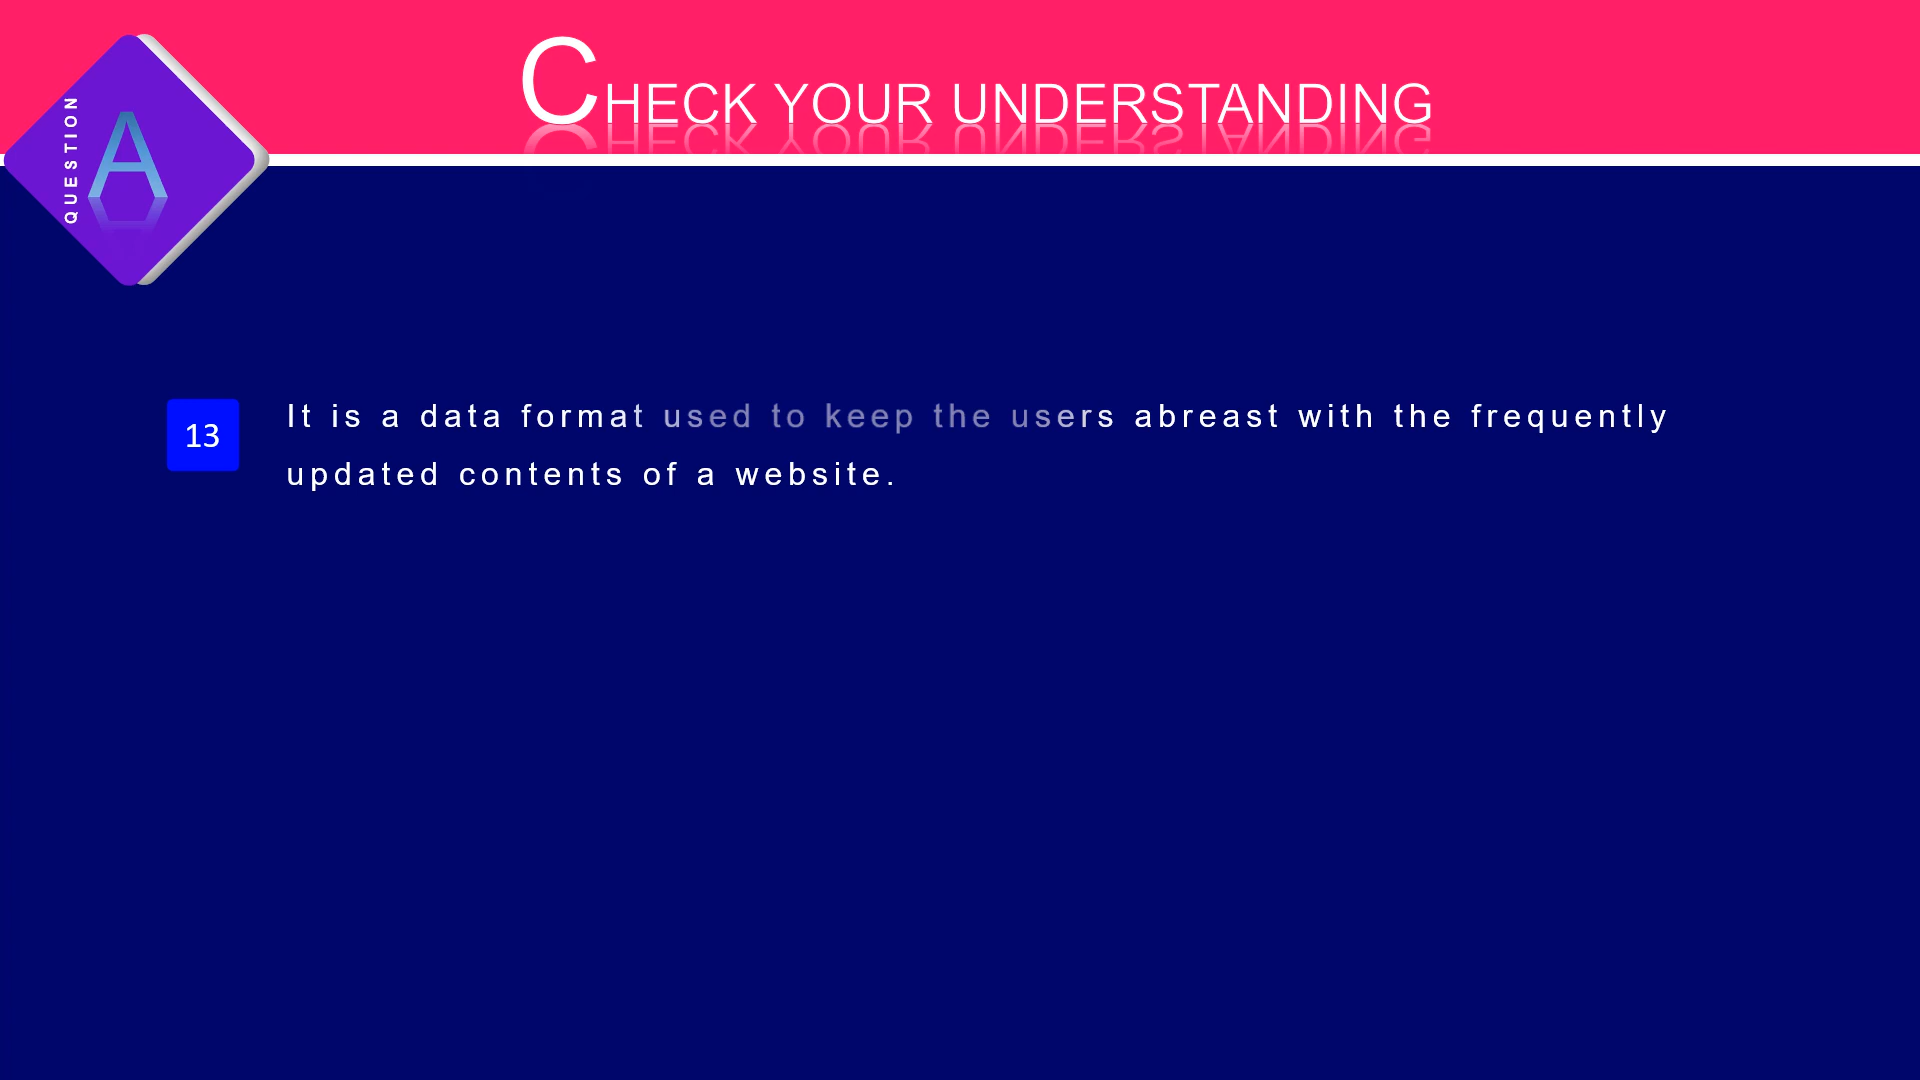 CHECK YOUR UNDERSTANDING
QUESTION
A
13
It is a data format used to keep the users abreast with the frequently
updated contents of a website.